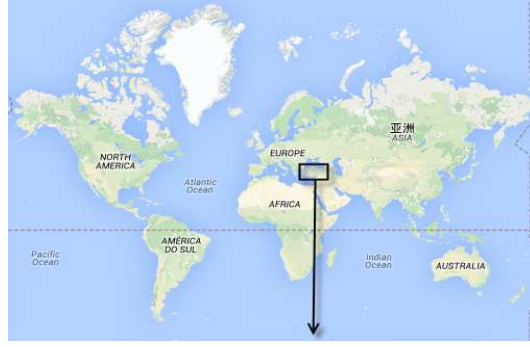 亚洲
ASIA
EUROPE
NORTH
AMERICA
Atlantic
Ocean
AFRICA
AMÉRICA
DO SUL
Pacific
Ocean
Indian
Ocean
AUSTRALIA